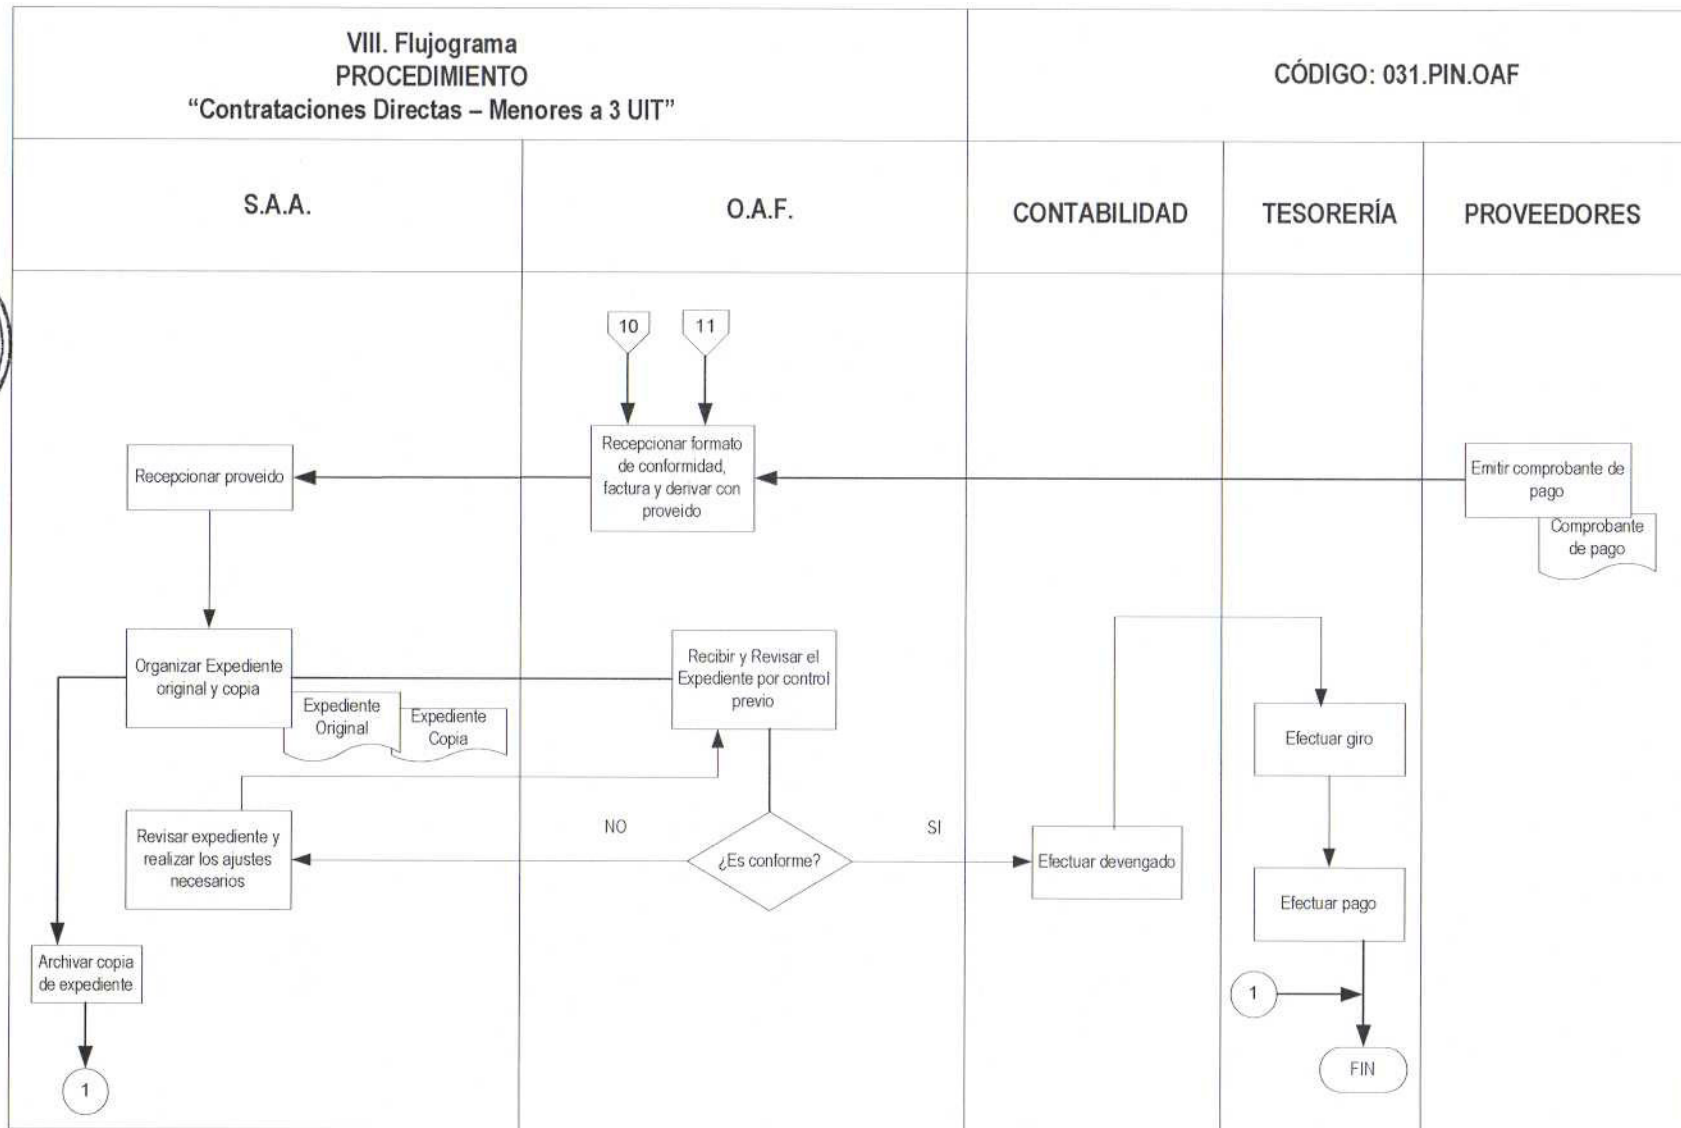 VIII. Flujograma
PROCEDIMIENTO
“Contrataciones Directas – Menores a 3 UIT”
CÓDIGO: 031.PIN.OAF
S.A.A.
O.A.F.
CONTABILIDAD
TESORERÍA
PROVEEDORES
10
11
Recepcionar proveido
Recepcionar formato
de conformidad,
factura y derivar con
proveido
Emitir comprobante de
pago
Comprobante
de pago
Organizar Expediente
original y copia
Expediente
Original
Expediente
Copia
Recibir y Revisar el
Expediente por control
previo
Efectuar giro
Revisar expediente y
realizar los ajustes
necesarios
NO
¿Es conforme?
SI
Efectuar devengado
Efectuar pago
Archivar copia
de expediente
1
1
FIN